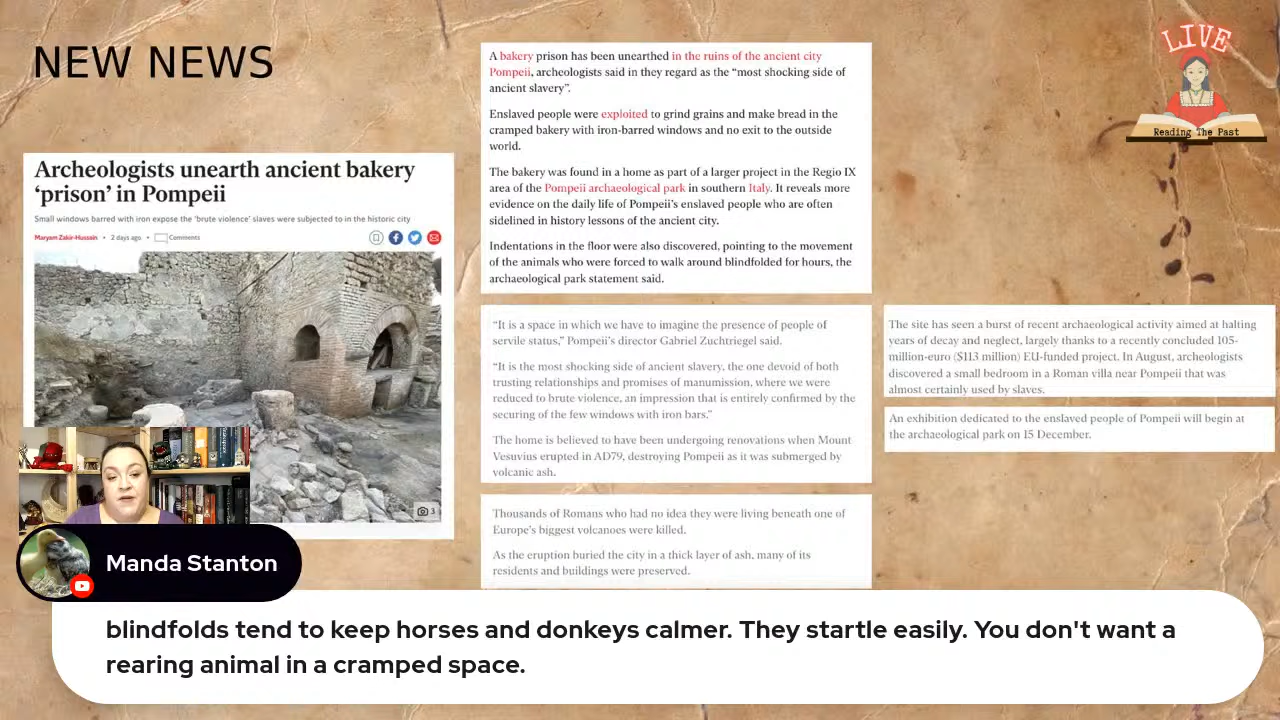 NEW NEWS
LIVE
Reading The Past
Archeologists unearth ancient bakery
‘prison’ in Pompeii
Small windows barred with iron expose the ‘brute violence’ slaves were subjected to in the historic city
Maryam Zakir-Hussain • 2 days ago • Comments
3
A bakery prison has been unearthed in the ruins of the ancient city
Pompeii, archeologists said in they regard as the “most shocking side of
ancient slavery”.
Enslaved people were exploited to grind grains and make bread in the
cramped bakery with iron-barred windows and no exit to the outside
world.
The bakery was found in a home as part of a larger project in the Regio IX
area of the Pompeii archaeological park in southern Italy. It reveals more
evidence on the daily life of Pompeii’s enslaved people who are often
sidelined in history lessons of the ancient city.
Indentations in the floor were also discovered, pointing to the movement
of the animals who were forced to walk around blindfolded for hours, the
archaeological park statement said.
“It is a space in which we have to imagine the presence of people of
servile status,” Pompeii’s director Gabriel Zuchtriegel said.
“It is the most shocking side of ancient slavery, the one devoid of both
trusting relationships and promises of manumission, where we were
reduced to brute violence, an impression that is entirely confirmed by the
securing of the few windows with iron bars.”
The home is believed to have been undergoing renovations when Mount
Vesuvius erupted in AD79, destroying Pompeii as it was submerged by
volcanic ash.
Thousands of Romans who had no idea they were living beneath one of
Europe’s biggest volcanoes were killed.
As the eruption buried the city in a thick layer of ash, many of its
residents and buildings were preserved.
The site has seen a burst of recent archaeological activity aimed at halting
years of decay and neglect, largely thanks to a recently concluded 105-
million-euro ($113 million) EU-funded project. In August, archeologists
discovered a small bedroom in a Roman villa near Pompeii that was
almost certainly used by slaves.
An exhibition dedicated to the enslaved people of Pompeii will begin at
the archaeological park on 15 December.
Manda Stanton
blindfolds tend to keep horses and donkeys calmer. They startle easily. You don't want a
rearing animal in a cramped space.